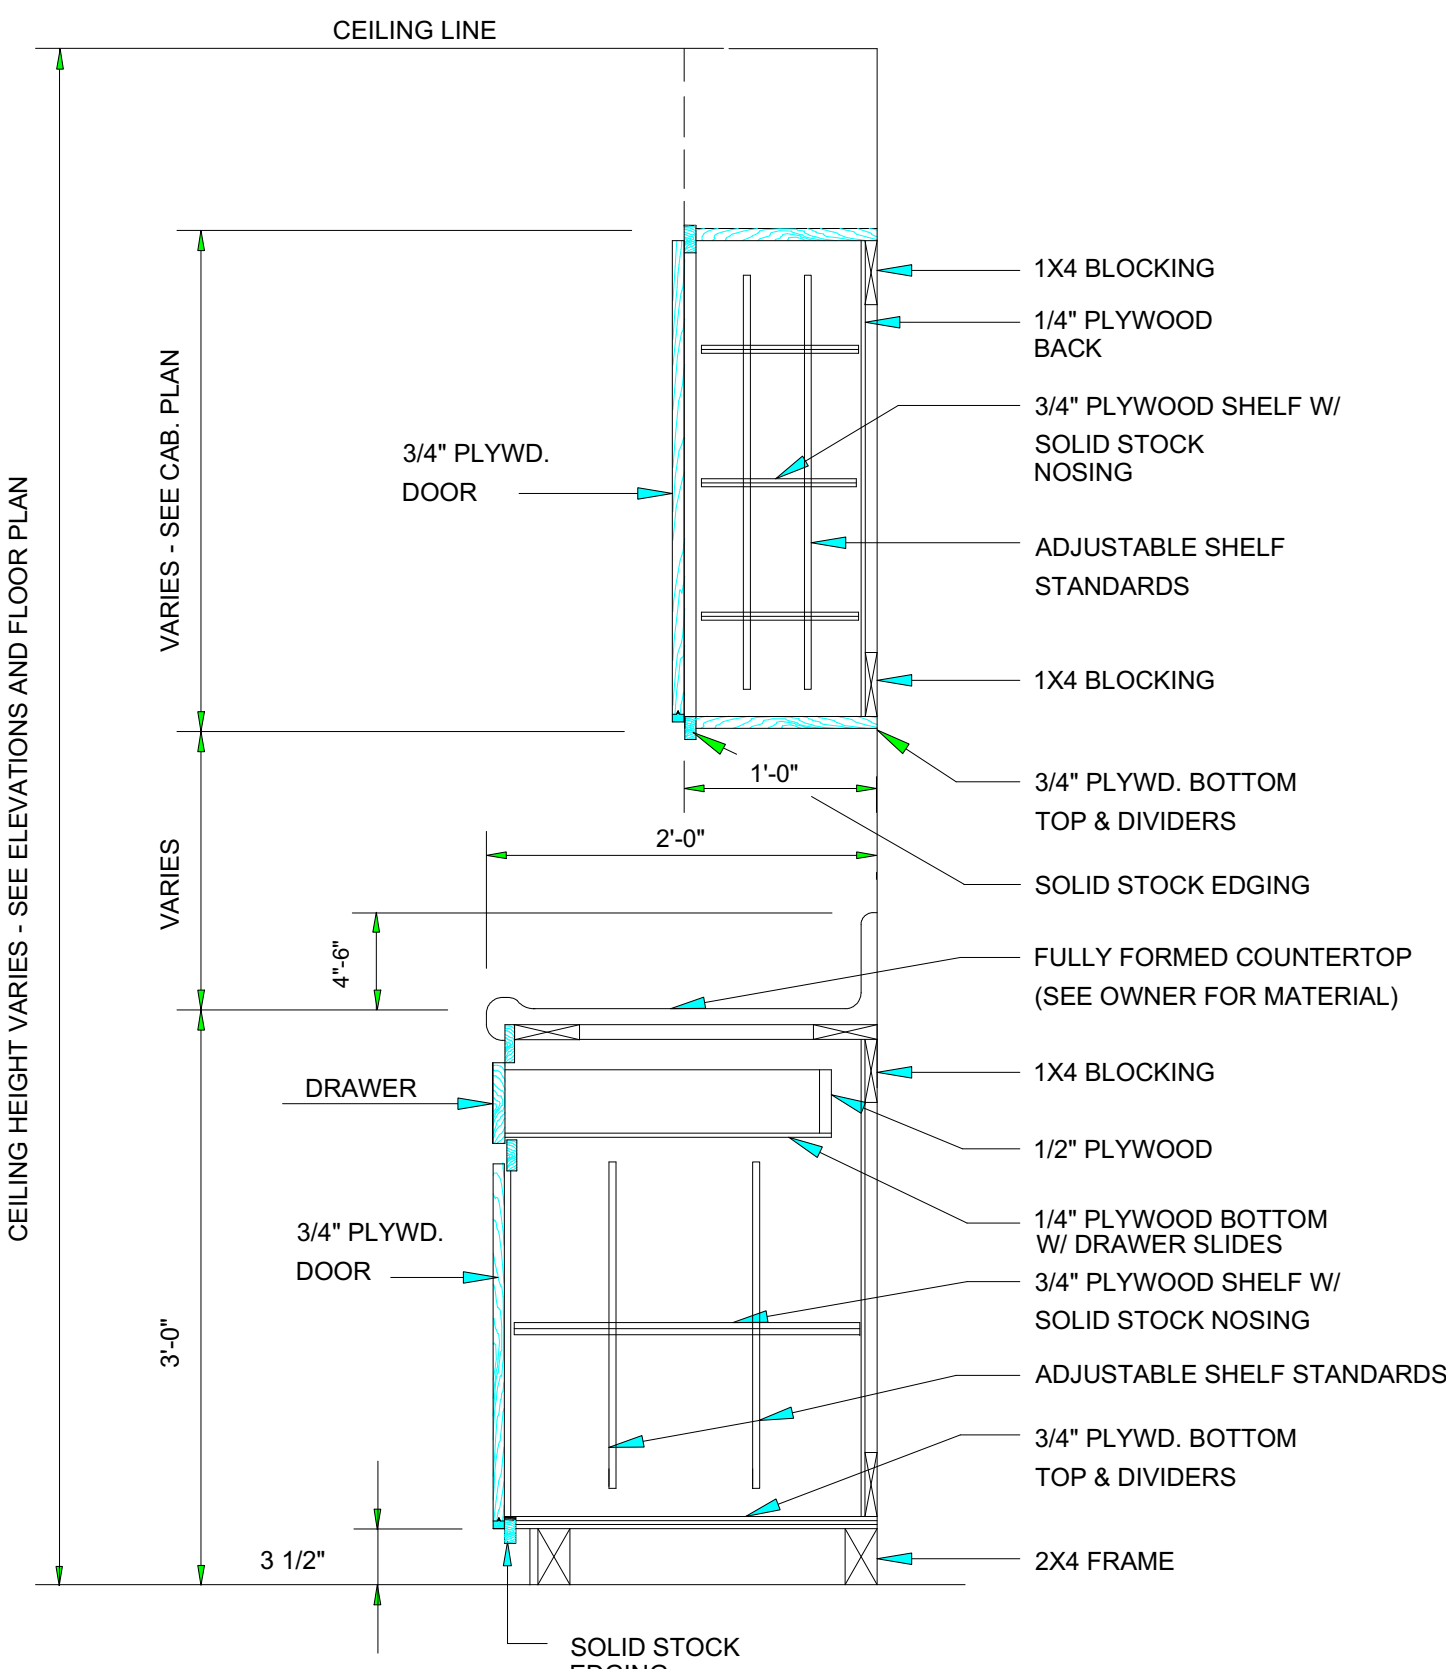 CEILING LINE
1X4 BLOCKING
1/4" PLYWOOD
BACK
3/4" PLYWOOD SHELF W/
SOLID STOCK
NOSING
3/4" PLYWD.
DOOR
ADJUSTABLE SHELF
STANDARDS
1X4 BLOCKING
VARIES - SEE CAB. PLAN
CEILING HEIGHT VARIES - SEE ELEVATIONS AND FLOOR PLAN
1'-0"
3/4" PLYWD. BOTTOM
TOP & DIVIDERS
2'-0"
VARIES
SOLID STOCK EDGING
4"-6"
FULLY FORMED COUNTERTOP
(SEE OWNER FOR MATERIAL)
1X4 BLOCKING
DRAWER
1/2" PLYWOOD
1/4" PLYWOOD BOTTOM
W/ DRAWER SLIDES
3/4" PLYWD.
DOOR
3/4" PLYWOOD SHELF W/
SOLID STOCK NOSING
3'-0"
ADJUSTABLE SHELF STANDARDS
3/4" PLYWD. BOTTOM
TOP & DIVIDERS
3 1/2"
2X4 FRAME
SOLID STOCK
EDGING